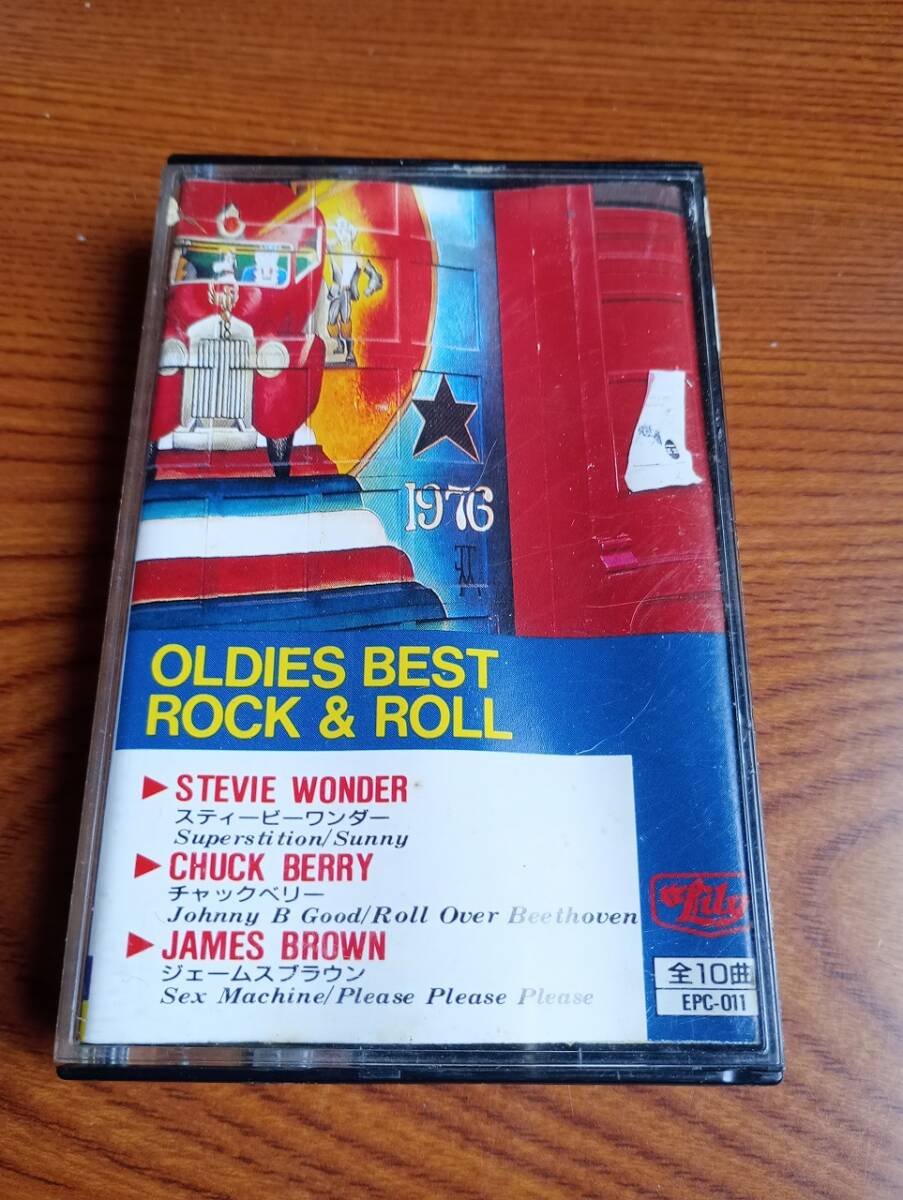 1976
OLDIES BEST
ROCK & ROLL
STEVIE WONDER
スティービーワンダー
Superstition/Sunny
CHUCK BERRY
チャックベリー
Johnny B Good/Roll Over Beethoven
JAMES BROWN
ジェームスブラウン
Sex Machine/Please Please Please
Lily
全10曲
EPC-011